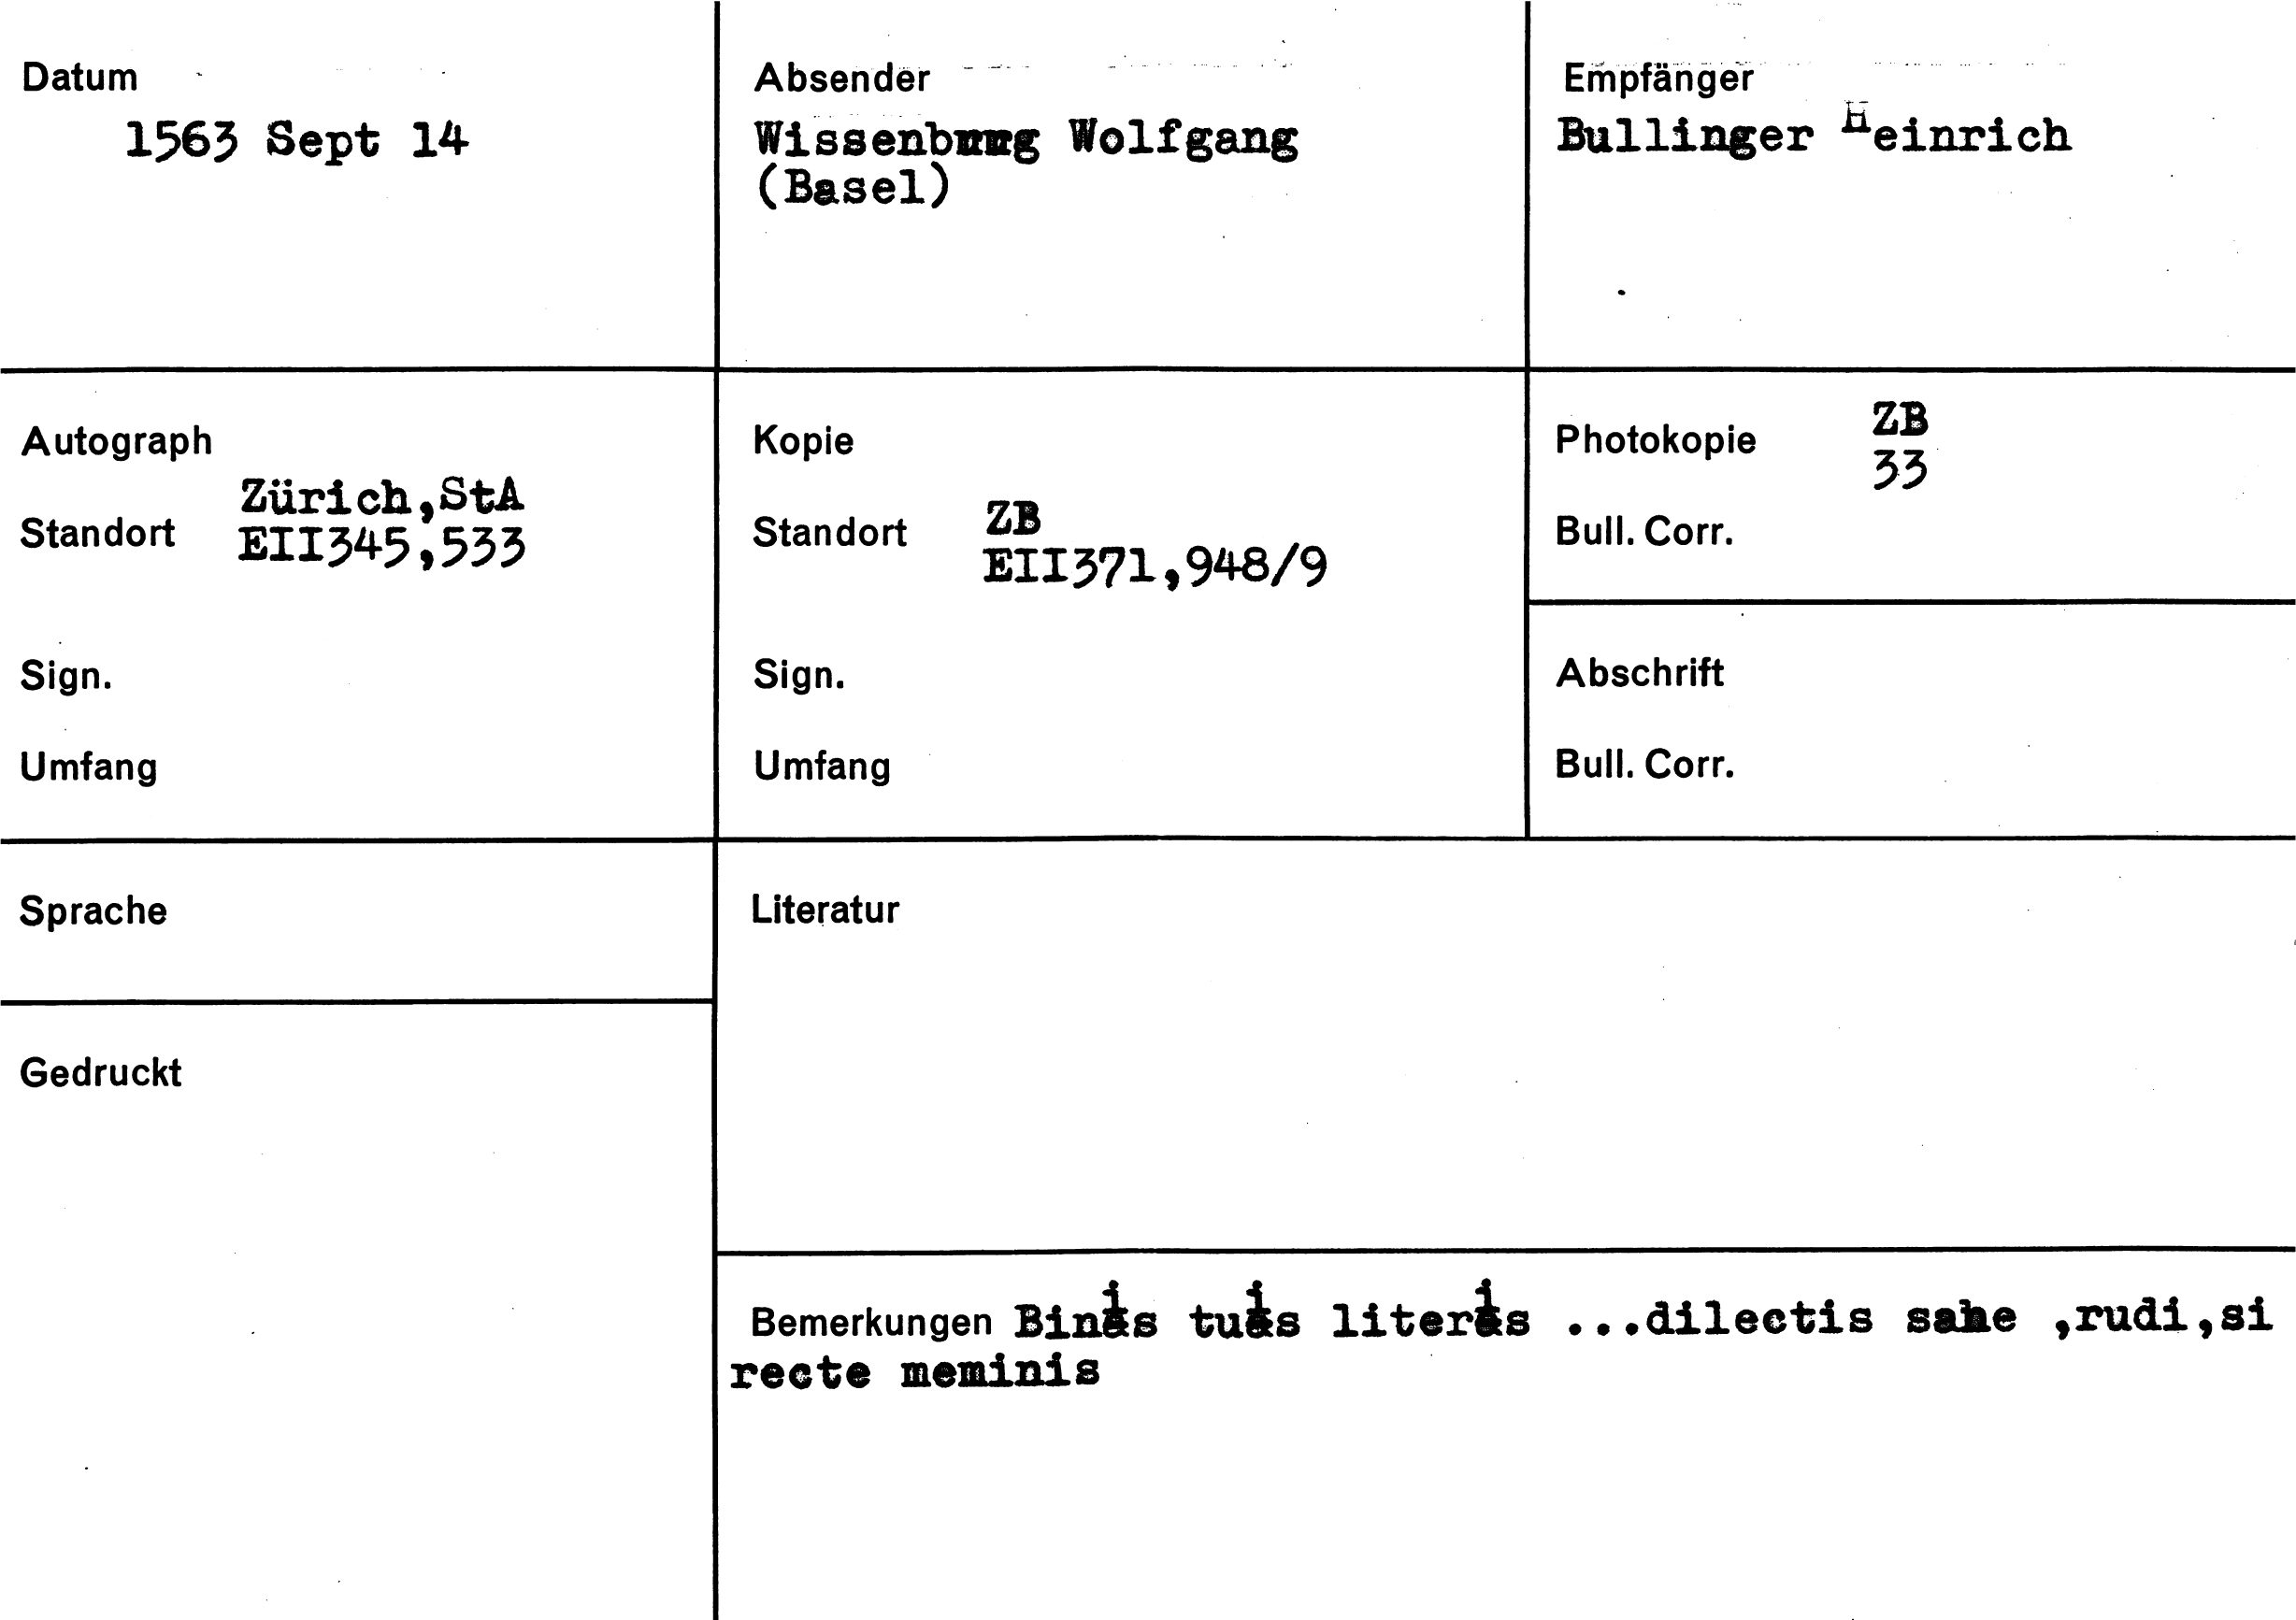 Datum
1563 Sept 14
Absender
Wissenburg Wolfgang
(Basel)
Empfänger
Bullinger Heinrich
Autograph
Zürich,StA
Standort EII345,533
Sign.
Umfang
Kopie
Standort ZB
EII371,948/9
Sign.
Umfang
Photokopie ZB
33
Bull. Corr.
Abschrift
Bull. Corr.
Sprache
Literatur
Gedruckt
Bemerkungen Binis tuis literis ...dilectis sane ,rudi,si
recte meminis